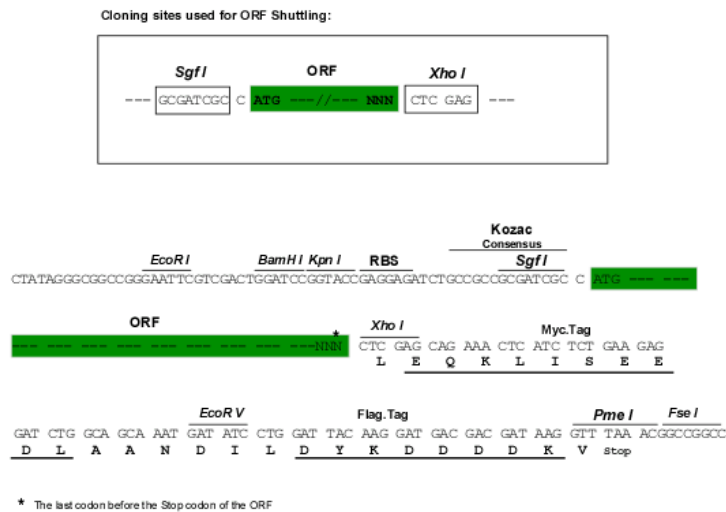 Cloning sites used for ORF Shuttling:
Sgf I ORF Xho I
--- GCGATCGC C ATG ---//--- NNN CTC GAG ---
Kozac
Consensus
EcoR I BamH I Kpn I RBS Sgf I
CTATAGGGCGGCCGGGAATTCGTCGACTGGATCCGGTACCGAGGAGATCTGCCGCCGCGATCGC C ATG --- ---
ORF
*
Xho I Myc.Tag
--- --- --- --- --- --- --- --- ---NNN CTC GAG CAG AAA CTC ATC TCT GAA GAG
L E Q K L I S E E
EcoR V Flag.Tag Pme I Fse I
GAT CTG GCA GCA AAT GAT ATC CTG GAT TAC AAG GAT GAC GAC GAT AAG GTT TAA ACGGCCGGCC
D L A A N D I L D Y K D D D D K V Stop
* The last codon before the Stop codon of the ORF